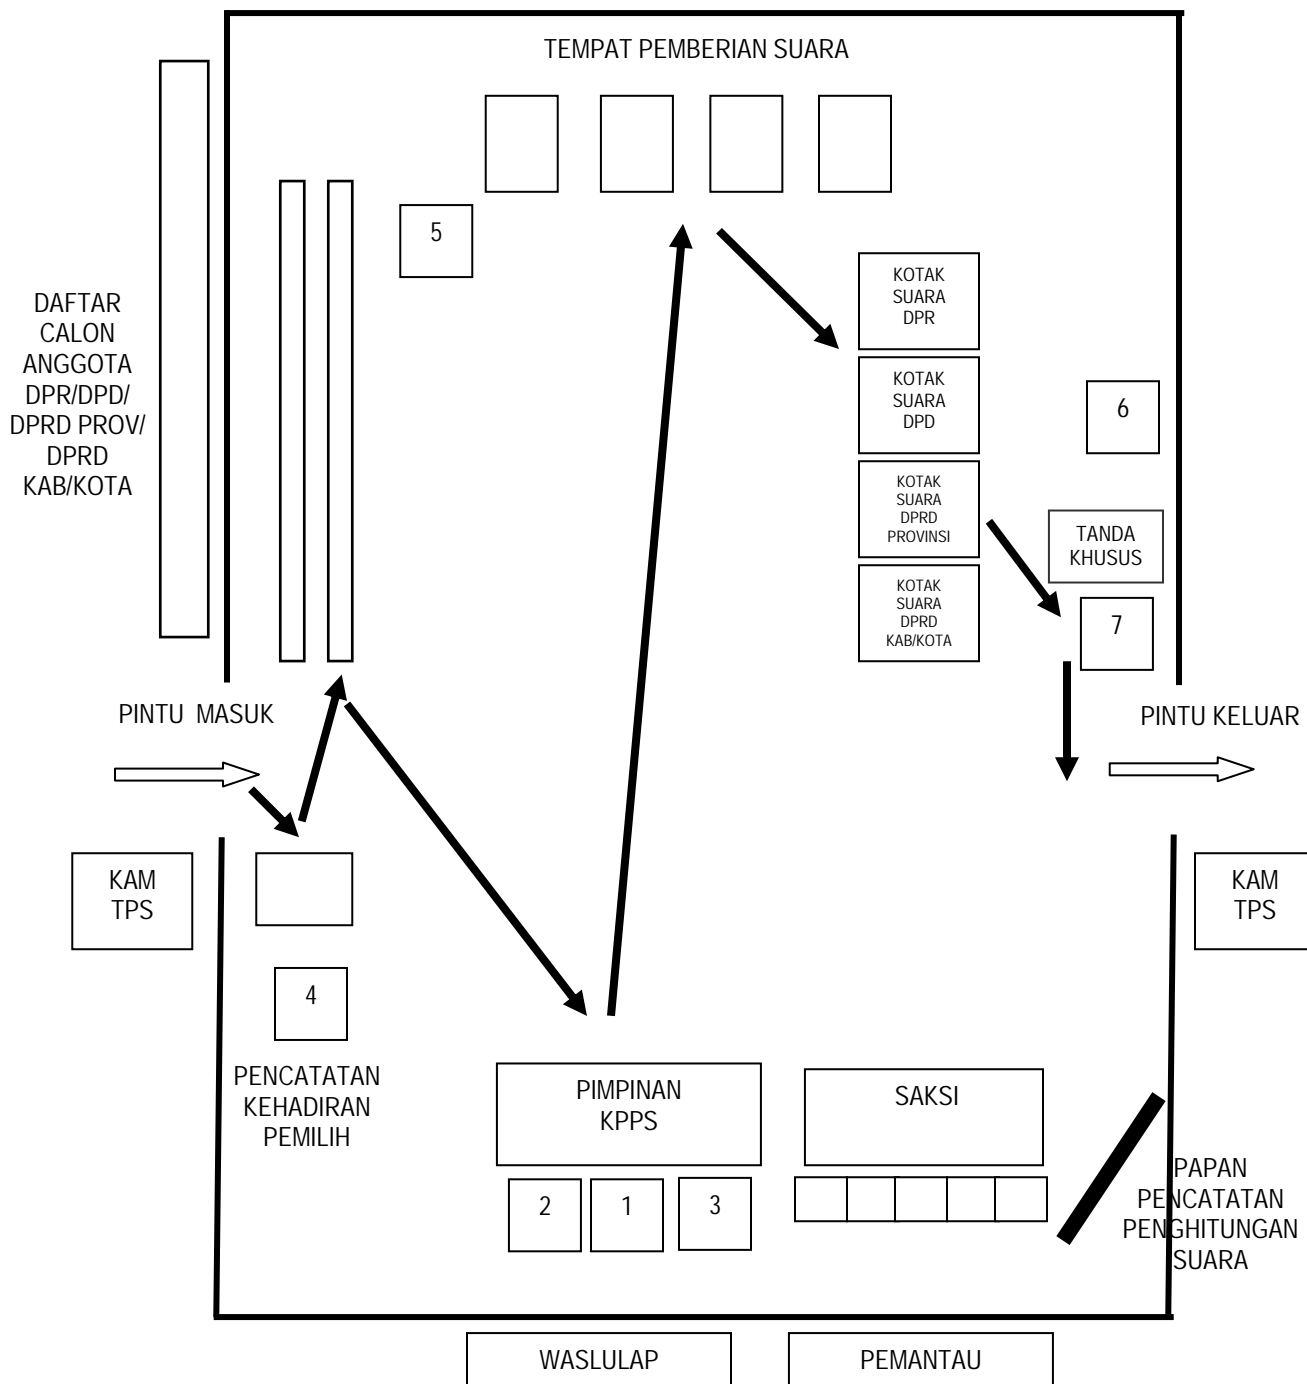 TEMPAT PEMBERIAN SUARA
5
DAFTAR
CALON
ANGGOTA
DPR/DPD/
DPRD PROV/
DPRD
KAB/KOTA
KOTAK
SUARA
DPR
KOTAK
SUARA
DPD
KOTAK
SUARA
DPRD
PROVINSI
KOTAK
SUARA
DPRD
KAB/KOTA
6
TANDA
KHUSUS
7
PINTU MASUK
PINTU KELUAR
KAM
TPS
KAM
TPS
4
PENCATATAN
KEHADIRAN
PEMILIH
PIMPINAN
KPPS
SAKSI
2
1
3
PAPAN
PENCATATAN
PENGHITUNGAN
SUARA
WASLULAP
PEMANTAU